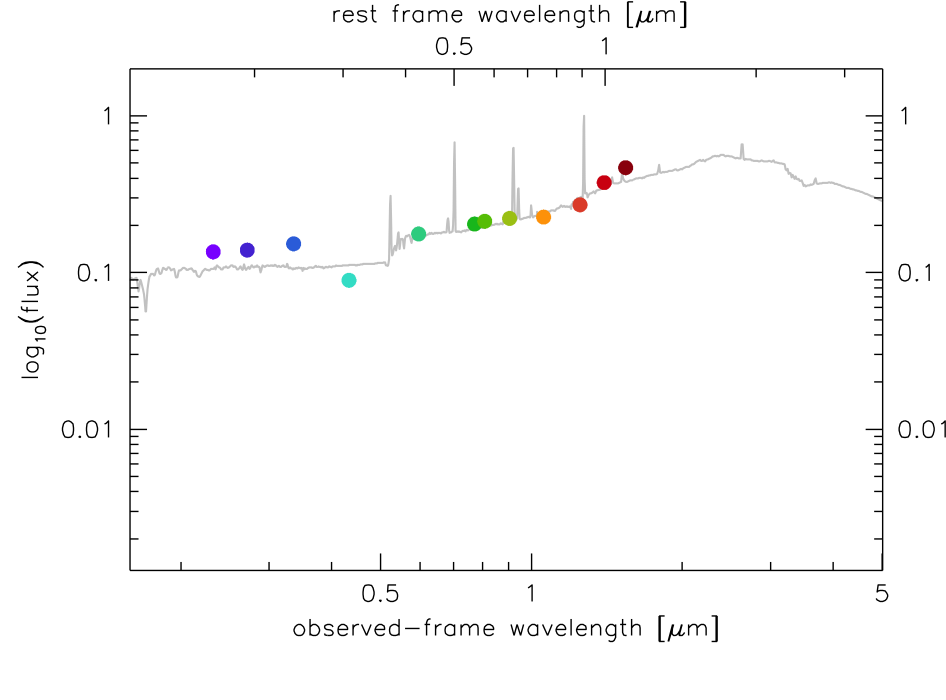 rest frame wavelength [μm]
0.5 1
1 1
0.1 0.1
log10(flux)
0.01 0.01
0.5 1 5
observed-frame wavelength [μm]